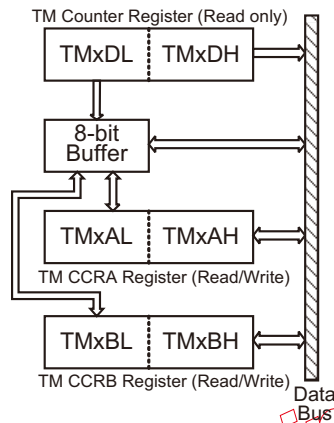 TM Counter Register (Read only)
TMxDL TMxDH
8-bit
Buffer
TMxAL TMxAH
TM CCRA Register (Read/Write)
TMxBL TMxBH
TM CCRB Register (Read/Write)
Data
Bus